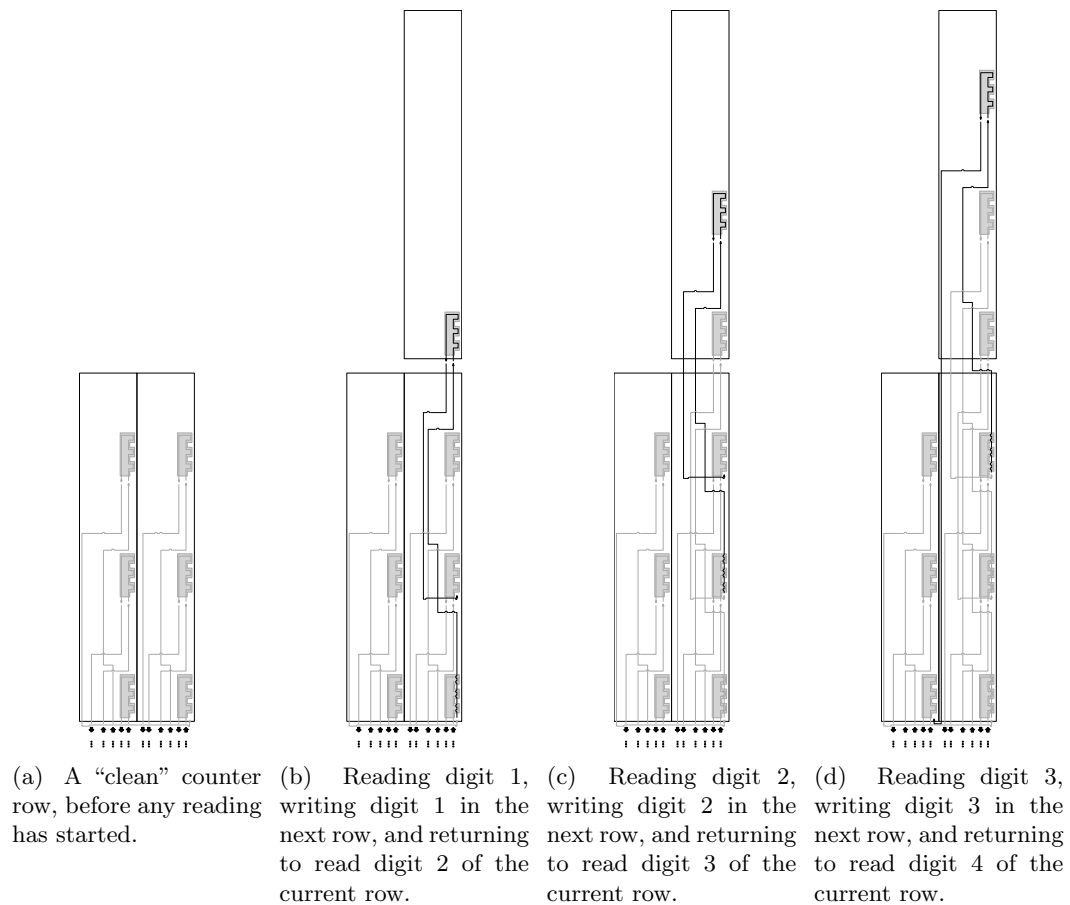 (a) A “clean” counter
row, before any reading
has started.
(b) Reading digit 1,
writing digit 1 in the
next row, and returning
to read digit 2 of the
current row.
(c) Reading digit 2,
writing digit 2 in the
next row, and returning
to read digit 3 of the
current row.
(d) Reading digit 3,
writing digit 3 in the
next row, and returning
to read digit 4 of the
current row.